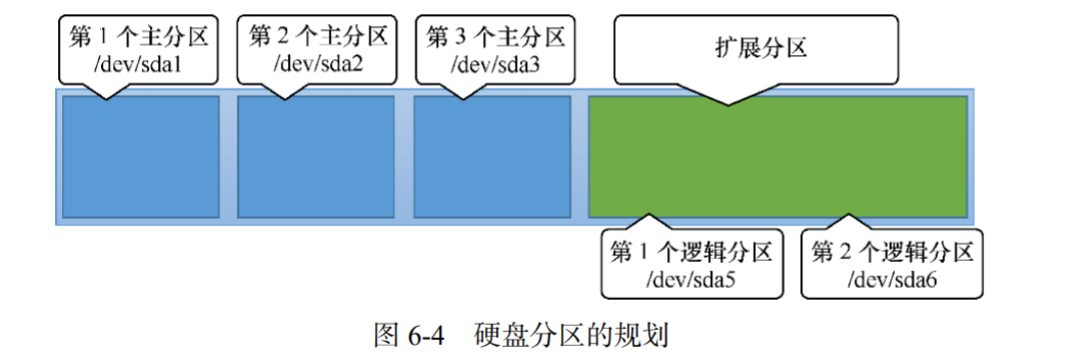 第 1 个主分区
/dev/sda1
第 2 个主分区
/dev/sda2
第 3 个主分区
/dev/sda3
扩展分区
第 1 个逻辑分区
/dev/sda5
第 2 个逻辑分区
/dev/sda6
图 6-4 硬盘分区的规划